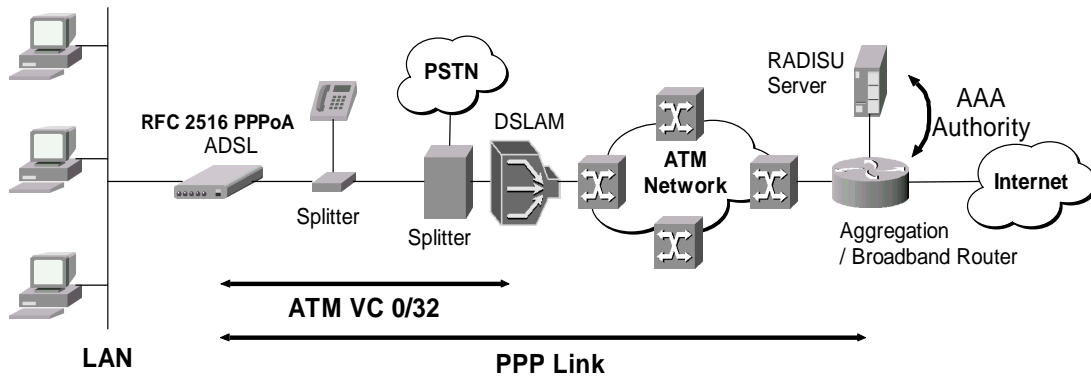 RFC 2516 PPPoA
ADSL
Splitter
PSTN
Splitter
DSLAM
ATM
Network
RADISU
Server
AAA
Authority
Internet
Aggregation
/ Broadband Router
ATM VC 0/32
LAN
PPP Link